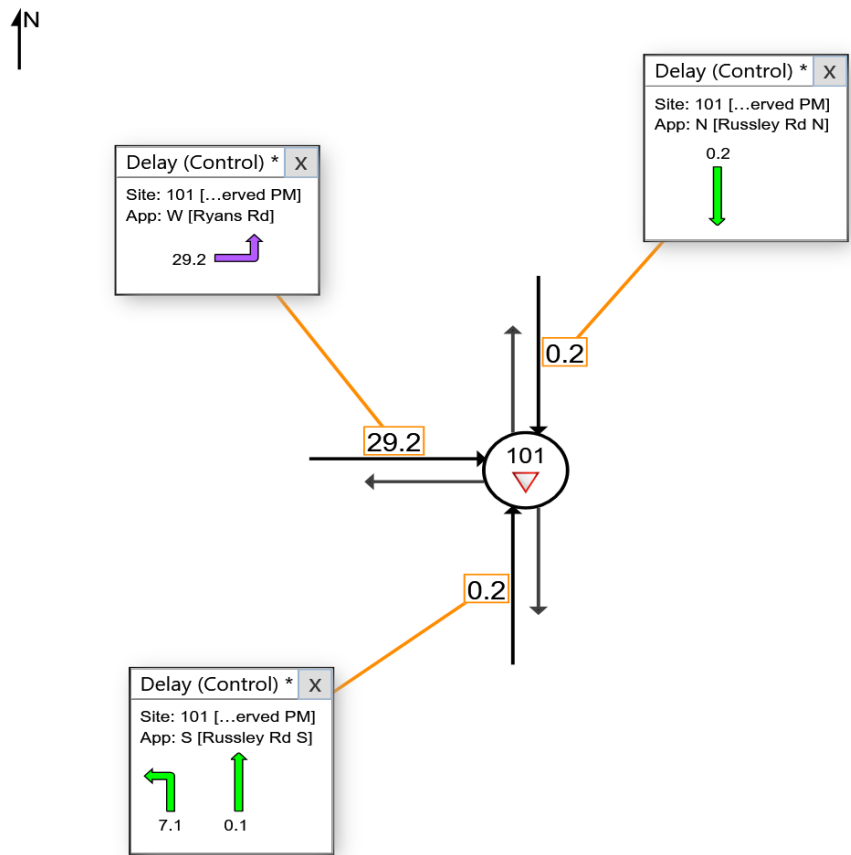 N
Delay (Control) * X
Site: 101 […erved PM]
App: N [Russley Rd N]
0.2
Delay (Control) * X
Site: 101 […erved PM]
App: W [Ryans Rd]
29.2
0.2
29.2
101
0.2
Delay (Control) * X
Site: 101 […erved PM]
App: S [Russley Rd S]
7.1 0.1